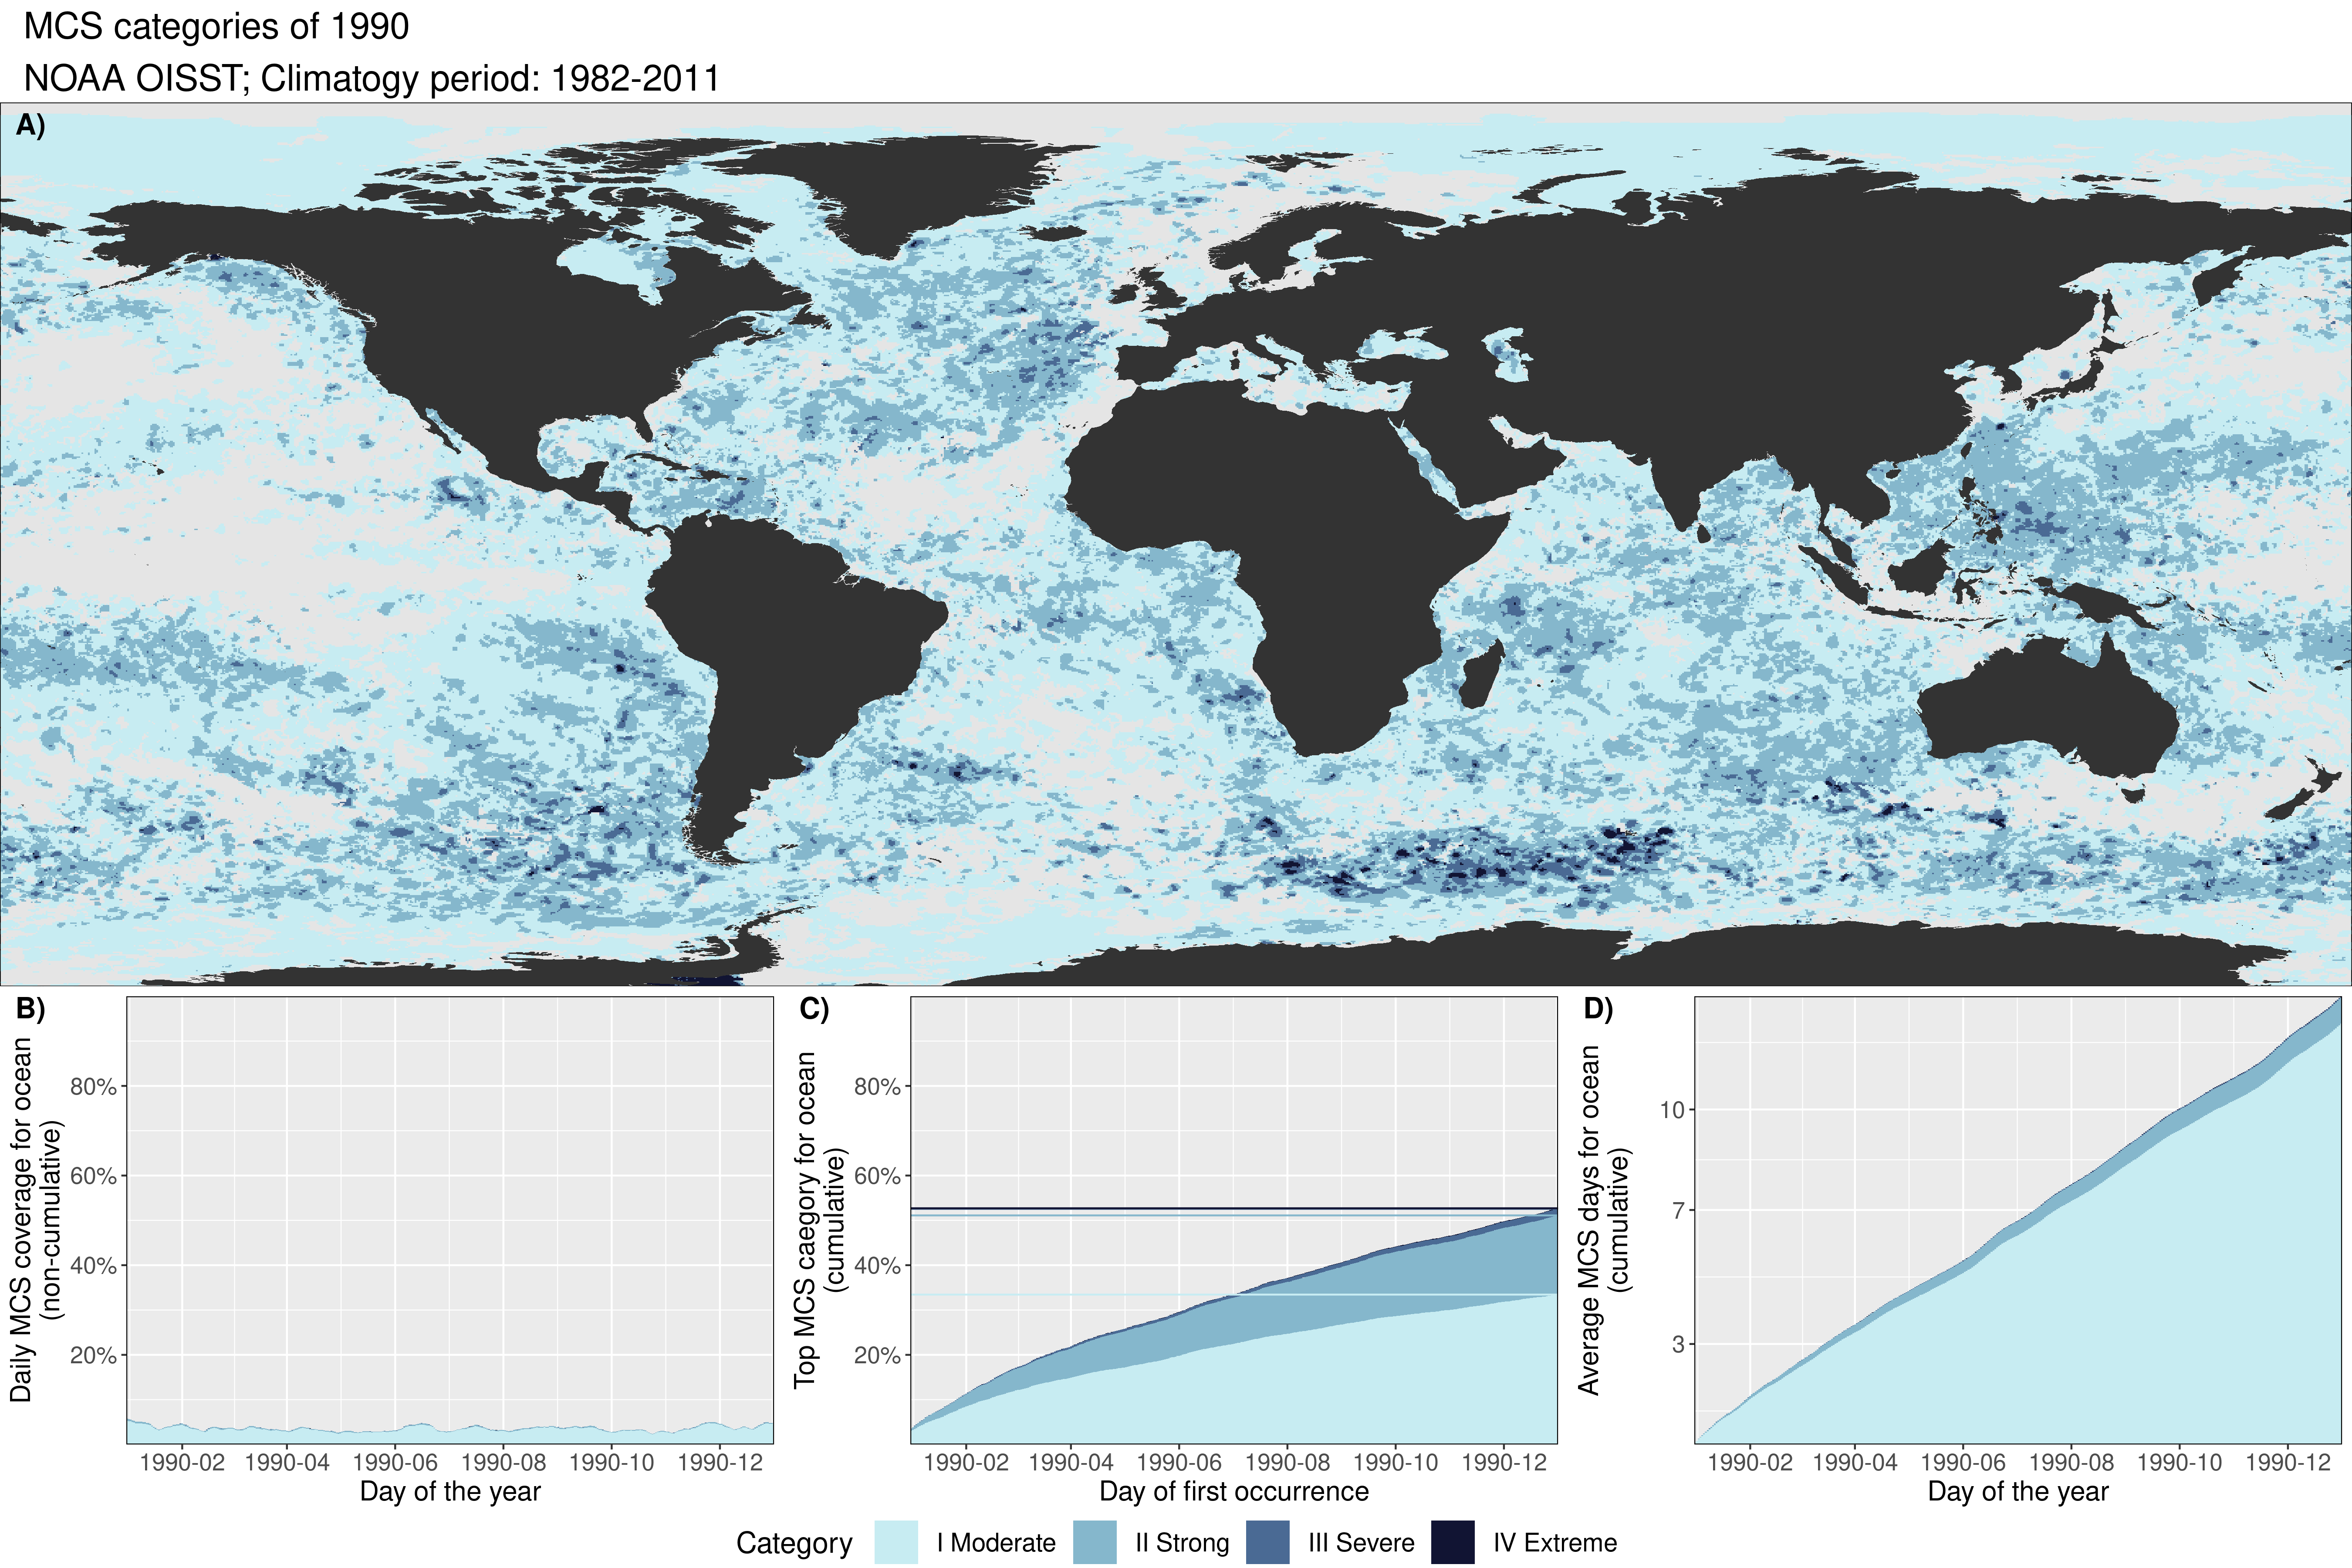 MCS categories of 1990
NOAA OISST; Climatogy period: 1982-2011
A)
B)
Daily MCS coverage for ocean
(non-cumulative)
80%
60%
40%
20%
1990-02 1990-04 1990-06 1990-08 1990-10 1990-12
Day of the year
C)
Top MCS caegory for ocean
(cumulative)
80%
60%
40%
20%
1990-02 1990-04 1990-06 1990-08 1990-10 1990-12
Day of first occurrence
D)
Average MCS days for ocean
(cumulative)
10
7
3
1990-02 1990-04 1990-06 1990-08 1990-10 1990-12
Day of the year
Category I Moderate II Strong III Severe IV Extreme